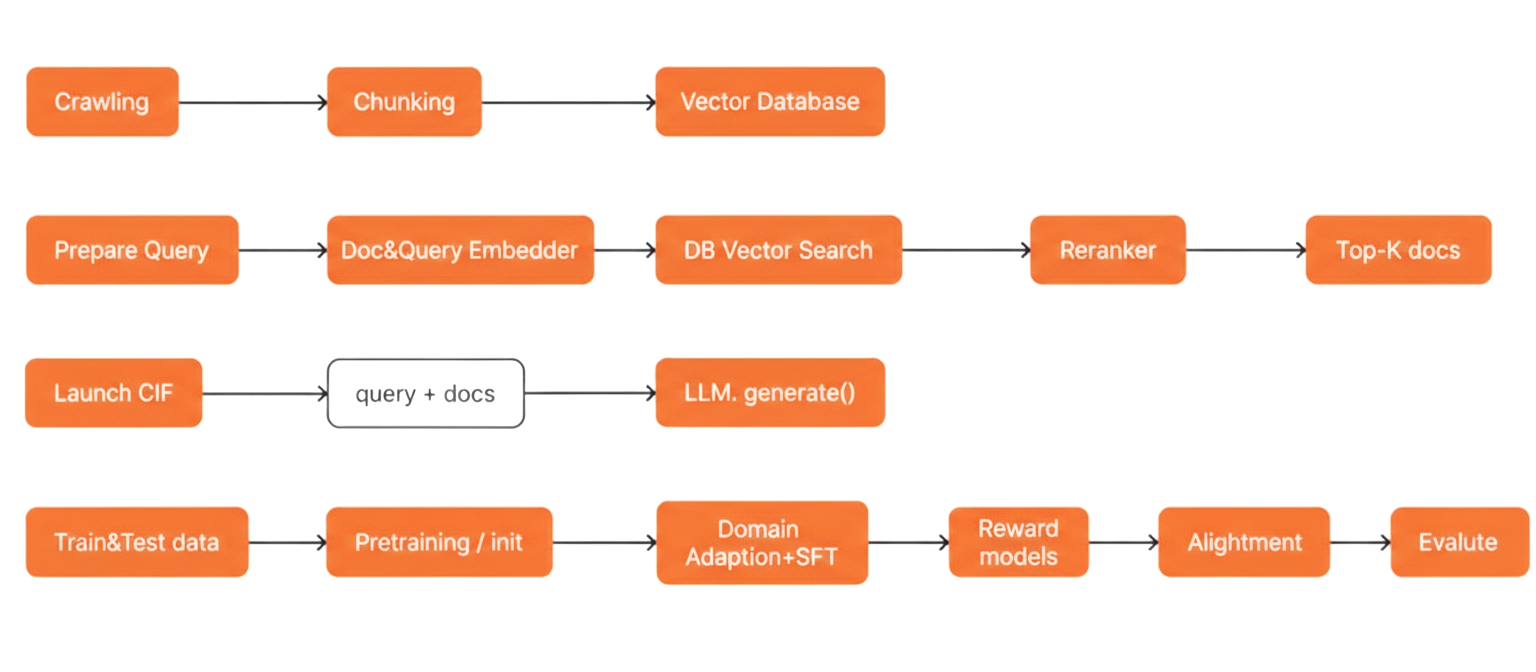 Crawling
Chunking
Vector Database
Prepare Query
Doc&Query Embedder
DB Vector Search
Reranker
Top-K docs
Launch CIF
query + docs
LLM. generate()
Train&Test data
Pretraining / init
Domain
Adaption+SFT
Reward
models
Alightment
Evalute